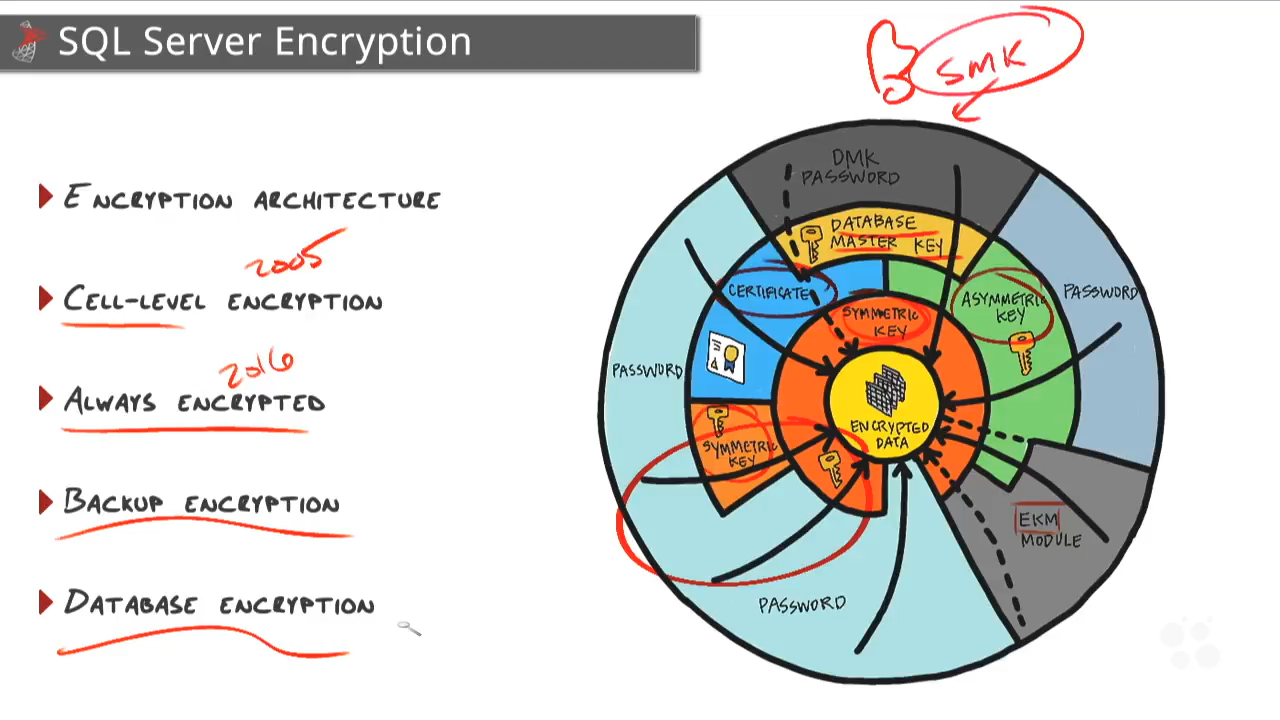 SQL Server Encryption
ENCRYPTION ARCHITECTURE
2005
CELL-LEVEL ENCRYPTION
2016
ALWAYS ENCRYPTED
BACKUP ENCRYPTION
DATABASE ENCRYPTION
SMK
DMK
PASSWORD
DATABASE
MASTER KEY
CERTIFICATE
SYMMETRIC
KEY
ASYMMETRIC
KEY
PASSWORD
PASSWORD
ENCRYPTED
DATA
SYMMETRIC
KEY
EKM
MODULE
PASSWORD